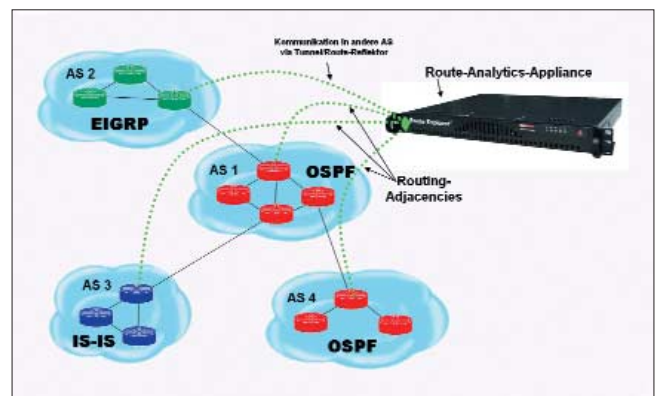 Kommunikation in andere AS
via Tunnel/Route-Reflektor
Route-Analytics-Appliance
AS 2
EIGRP
AS 1
OSPF
Routing-
Adjacencies
AS 3
IS-IS
AS 4
OSPF